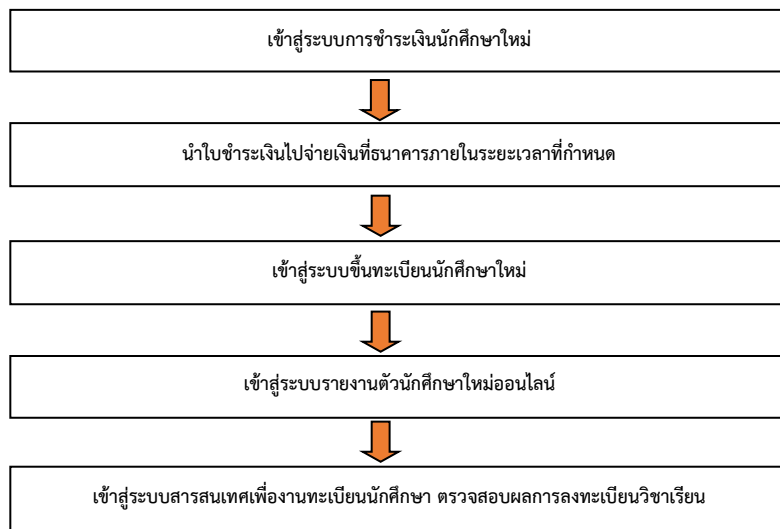 เข้าสู่ระบบการชำระเงินนักศึกษาใหม่
นำใบชำระเงินไปจ่ายเงินที่ธนาคารภายในระยะเวลาที่กำหนด
เข้าสู่ระบบขึ้นทะเบียนนักศึกษาใหม่
เข้าสู่ระบบรายงานตัวนักศึกษาใหม่ออนไลน์
เข้าสู่ระบบสารสนเทศเพื่องานทะเบียนนักศึกษา ตรวจสอบผลการลงทะเบียนวิชาเรียน